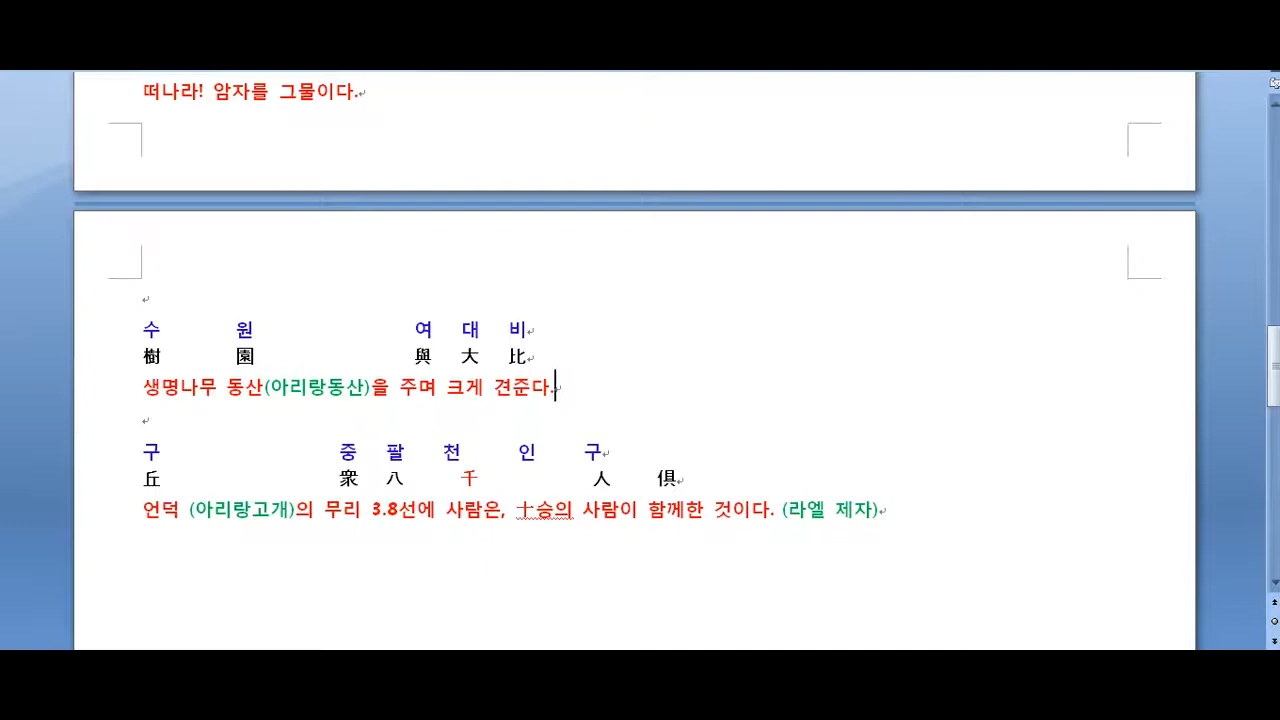 떠나라! 암자를 그물이다.
수 원 여 대 비
樹 園 與 大 比
생명나무 동산(아리랑동산)을 주며 크게 견준다.
구 중 팔 천 인 구
丘 衆 八 千 人 俱
언덕 (아리랑고개)의 무리 3.8선에 사람은, 十승의 사람이 함께한 것이다. (라엘 제자)